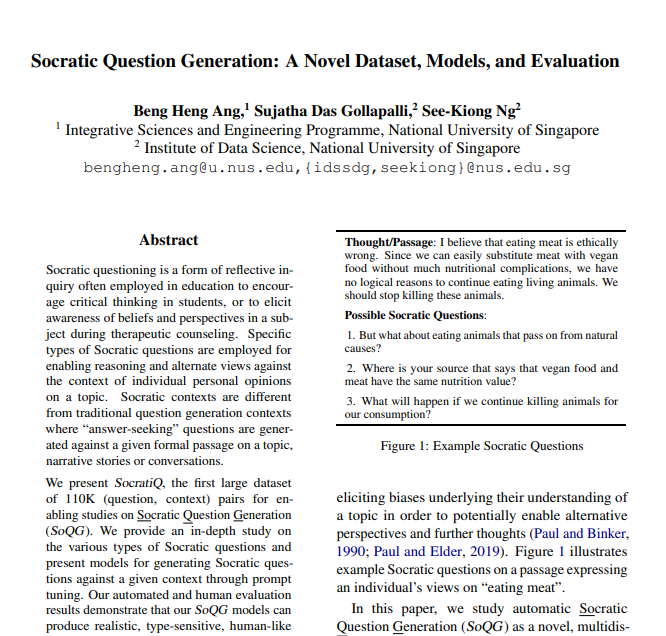 Socratic Question Generation: A Novel Dataset, Models, and Evaluation
Beng Heng Ang,1 Sujatha Das Gollapalli,2 See-Kiong Ng2
1 Integrative Sciences and Engineering Programme, National University of Singapore
2 Institute of Data Science, National University of Singapore
bengheng.ang@u.nus.edu,{idssdg,seekiong}@nus.edu.sg
Abstract
Socratic questioning is a form of reflective in-
quiry often employed in education to encour-
age critical thinking in students, or to elicit
awareness of beliefs and perspectives in a sub-
ject during therapeutic counseling. Specific
types of Socratic questions are employed for
enabling reasoning and alternate views against
the context of individual personal opinions
on a topic. Socratic contexts are different
from traditional question generation contexts
where “answer-seeking” questions are gener-
ated against a given formal passage on a topic,
narrative stories or conversations.
We present SocratiQ, the first large dataset
of 110K (question, context) pairs for en-
abling studies on Socratic Question Generation
(SoQG). We provide an in-depth study on
the various types of Socratic questions and
present models for generating Socratic ques-
tions against a given context through prompt
tuning. Our automated and human evaluation
results demonstrate that our SoQG models can
produce realistic, type-sensitive, human-like
Thought/Passage: I believe that eating meat is ethically
wrong. Since we can easily substitute meat with vegan
food without much nutritional complications, we have
no logical reasons to continue eating living animals. We
should stop killing these animals.
Possible Socratic Questions:
1. But what about eating animals that pass on from natural
causes?
2. Where is your source that says that vegan food and
meat have the same nutrition value?
3. What will happen if we continue killing animals for
our consumption?
Figure 1: Example Socratic Questions
eliciting biases underlying their understanding of
a topic in order to potentially enable alternative
perspectives and further thoughts (Paul and Binker,
1990; Paul and Elder, 2019). Figure 1 illustrates
example Socratic Questions on a passage expressing
an individual’s views on “eating meat”.
In this paper, we study automatic Socratic
Question Generation (SoQG) as a novel, multidis-